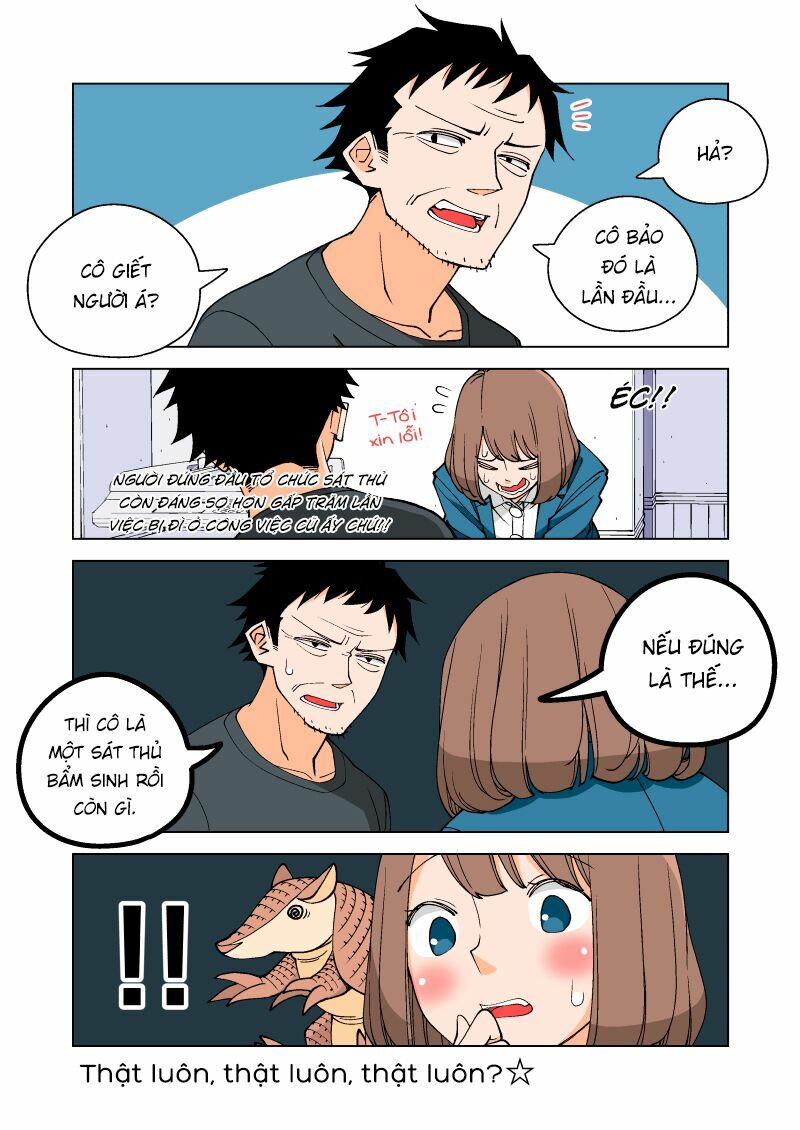 HẢ?
CÔ BẢO
ĐÓ LÀ
LẦN ĐẦU...
CÔ GIẾT
NGƯỜI Á?
ÉC!!
T-Tôi
xin lỗi!
NGƯỜI ĐỨNG ĐẦU TỔ CHỨC SÁT THỦ
CÒN ĐÁNG SỢ HƠN GẤP TRĂM LẦN
VIỆC BỊ ĐÌ Ở CÔNG VIỆC CŨ ẤY CHỨ!!
NẾU ĐÚNG
LÀ THẾ...
THÌ CÔ LÀ
MỘT SÁT THỦ
BẨM SINH RỒI
CÒN GÌ.
!!
Thật luôn, thật luôn, thật luôn?☆